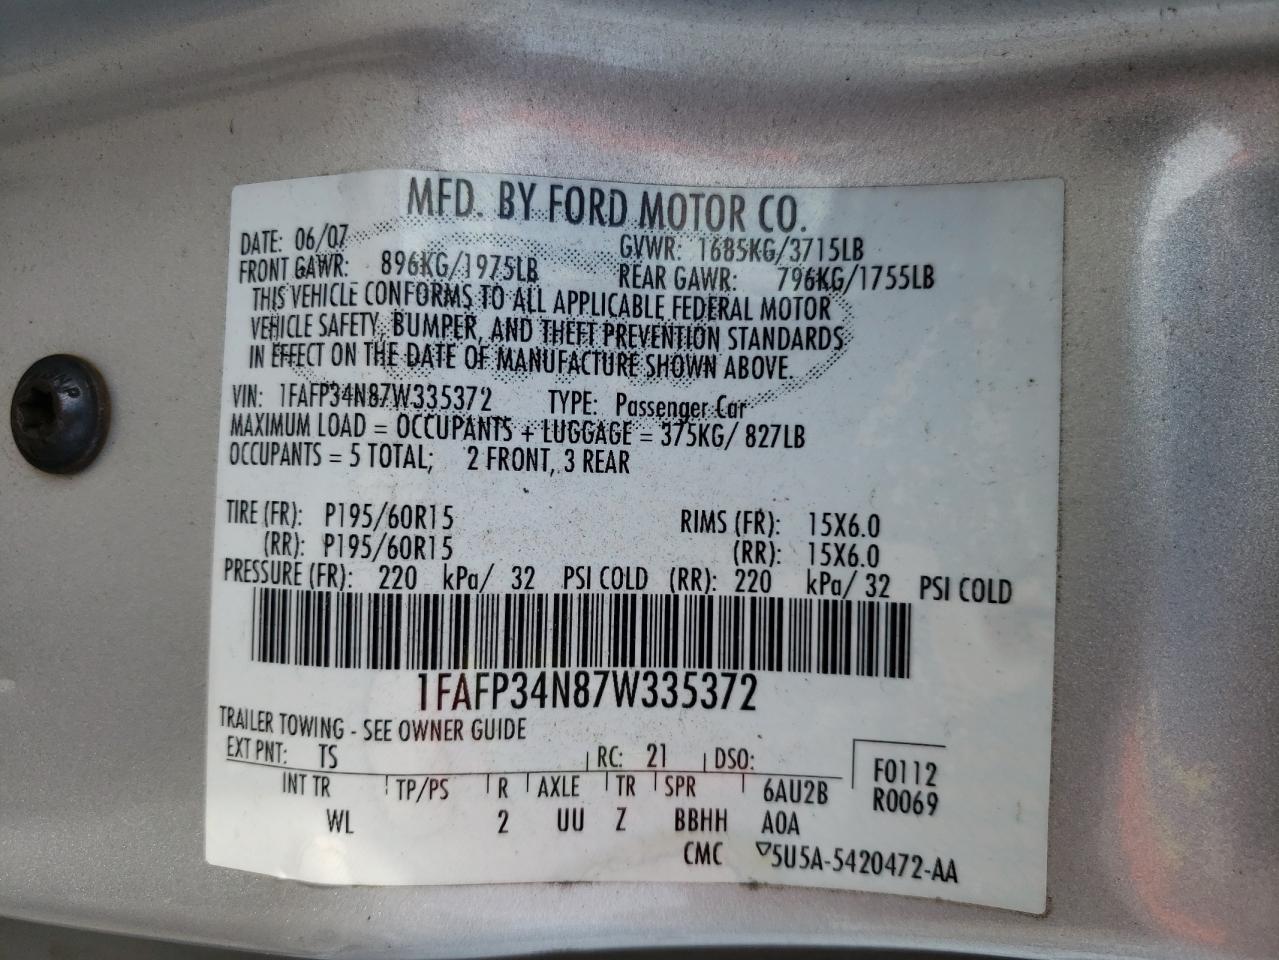 MFD. BY FORD MOTOR CO.
DATE: 06/07 GVWR: 1685KG/3715LB
FRONT GAWR: 896KG/1975LB REAR GAWR: 796KG/1755LB
THIS VEHICLE CONFORMS TO ALL APPLICABLE FEDERAL MOTOR
VEHICLE SAFETY, BUMPER, AND THEFT PREVENTION STANDARDS
IN EFFECT ON THE DATE OF MANUFACTURE SHOWN ABOVE.
VIN: 1FAFP34N87W335372 TYPE: Passenger Car
MAXIMUM LOAD = OCCUPANTS + LUGGAGE = 375KG/ 827LB
OCCUPANTS = 5 TOTAL; 2 FRONT, 3 REAR
TIRE (FR): P195/60R15 RIMS (FR): 15X6.0
(RR): P195/60R15 (RR): 15X6.0
PRESSURE (FR): 220 kPa/ 32 PSI COLD (RR): 220 kPa/ 32 PSI COLD
1FAFP34N87W335372
TRAILER TOWING - SEE OWNER GUIDE
EXT PNT: TS RC: 21 DSO: F0112
INT TR TP/PS R AXLE TR SPR 6AU2B R0069
WL 2 UU Z BBHH A0A
CMC ▽5U5A-5420472-AA